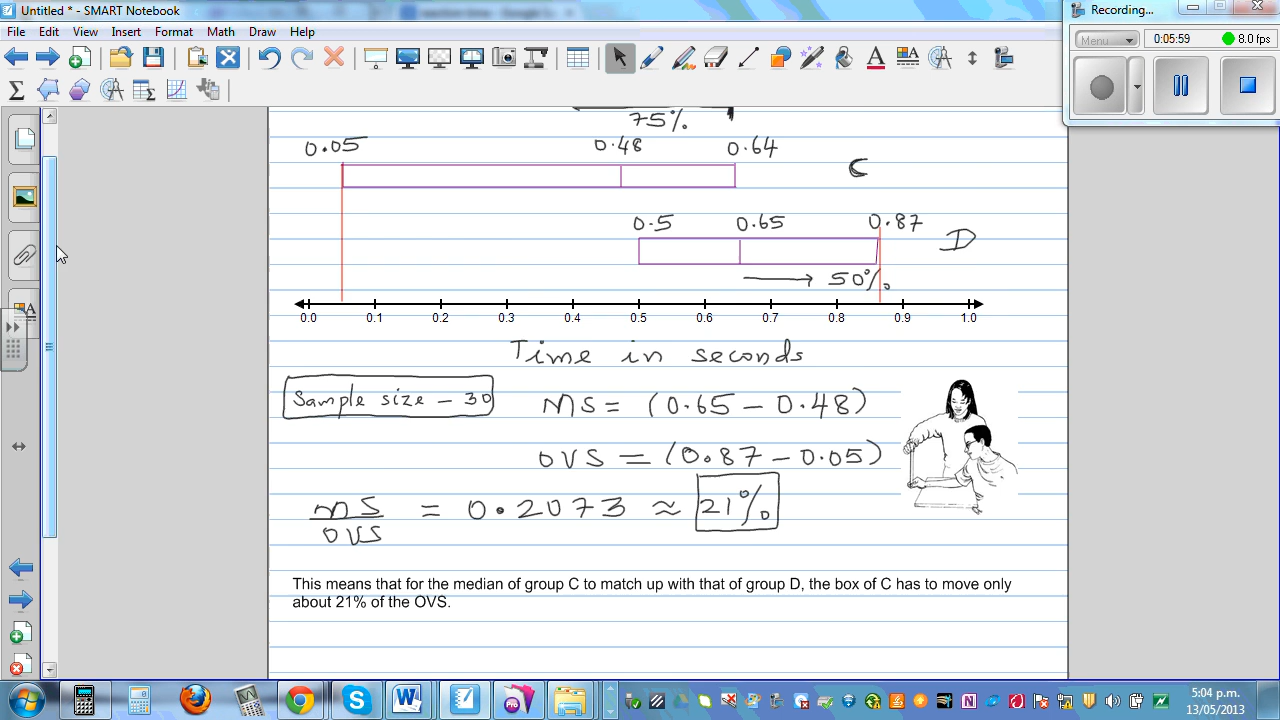 Untitled * - SMART Notebook
Recording...
File Edit View Insert Format Math Draw Help
Menu
0:05:59
8.0 fps
75%
0.05 0.48 0.64
C
0.5 0.65 0.87
D
50%
0.0 0.1 0.2 0.3 0.4 0.5 0.6 0.7 0.8 0.9 1.0
Time in seconds
Sample size - 30
MS = (0.65 - 0.48)
OVS = (0.87 - 0.05)
MS
OVS
= 0.2073 ≈ 21%
This means that for the median of group C to match up with that of group D, the box of C has to move only
about 21% of the OVS.
5:04 p.m.
13/05/2013